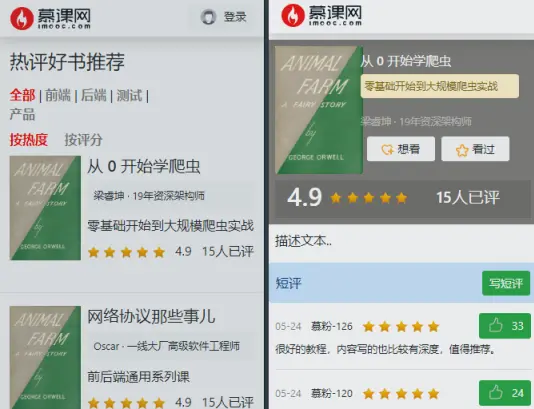 慕课网
imooc.com
登录
热评好书推荐
全部 | 前端 | 后端 | 测试 |
产品
按热度 按评分
ANIMAL
FARM
A FAIRY STORY
by
GEORGE ORWELL
从 0 开始学爬虫
梁睿坤 · 19年资深架构师
零基础开始到大规模爬虫实战
4.9 15人已评
ANIMAL
FARM
A FAIRY STORY
by
GEORGE ORWELL
网络协议那些事儿
Oscar · 一线大厂高级软件工程师
前后端通用系列课
4.9 15人已评
慕课网
imooc.com
ANIMAL
FARM
A FAIRY STORY
by
GEORGE ORWELL
从 0 开始学爬虫
零基础开始到大规模爬虫实战
梁睿坤 · 19年资深架构师
想看 看过
4.9 15人已评
描述文本..
短评 写短评
05-24 慕粉-126 33
很好的教程，内容写的也比较有深度，值得推荐。
05-24 慕粉-120 24